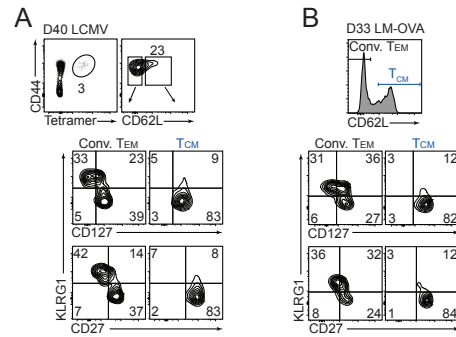 A
D40 LCMV
CD44
3
Tetramer
23
CD62L
Conv. TEM
TCM
33 23
5 39
5 9
3 83
CD127
42 14
7 37
7 8
2 83
KLRG1
CD27
B
D33 LM-OVA
Conv. TEM
TCM
CD62L
Conv. TEM
TCM
31 36
6 27
3 12
3 82
CD127
36 32
8 24
3 12
1 84
KLRG1
CD27